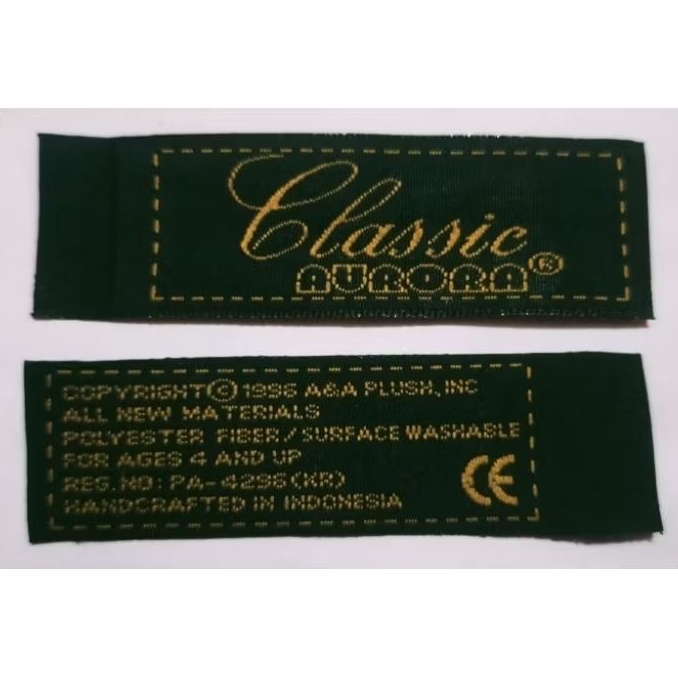 Classic
AURORA®
COPYRIGHT © 1996 A&A PLUSH, INC
ALL NEW MATERIALS
POLYESTER FIBER/SURFACE WASHABLE
FOR AGES 4 AND UP
REG. NO: PA-4296(KR)
HANDCRAFTED IN INDONESIA
CE